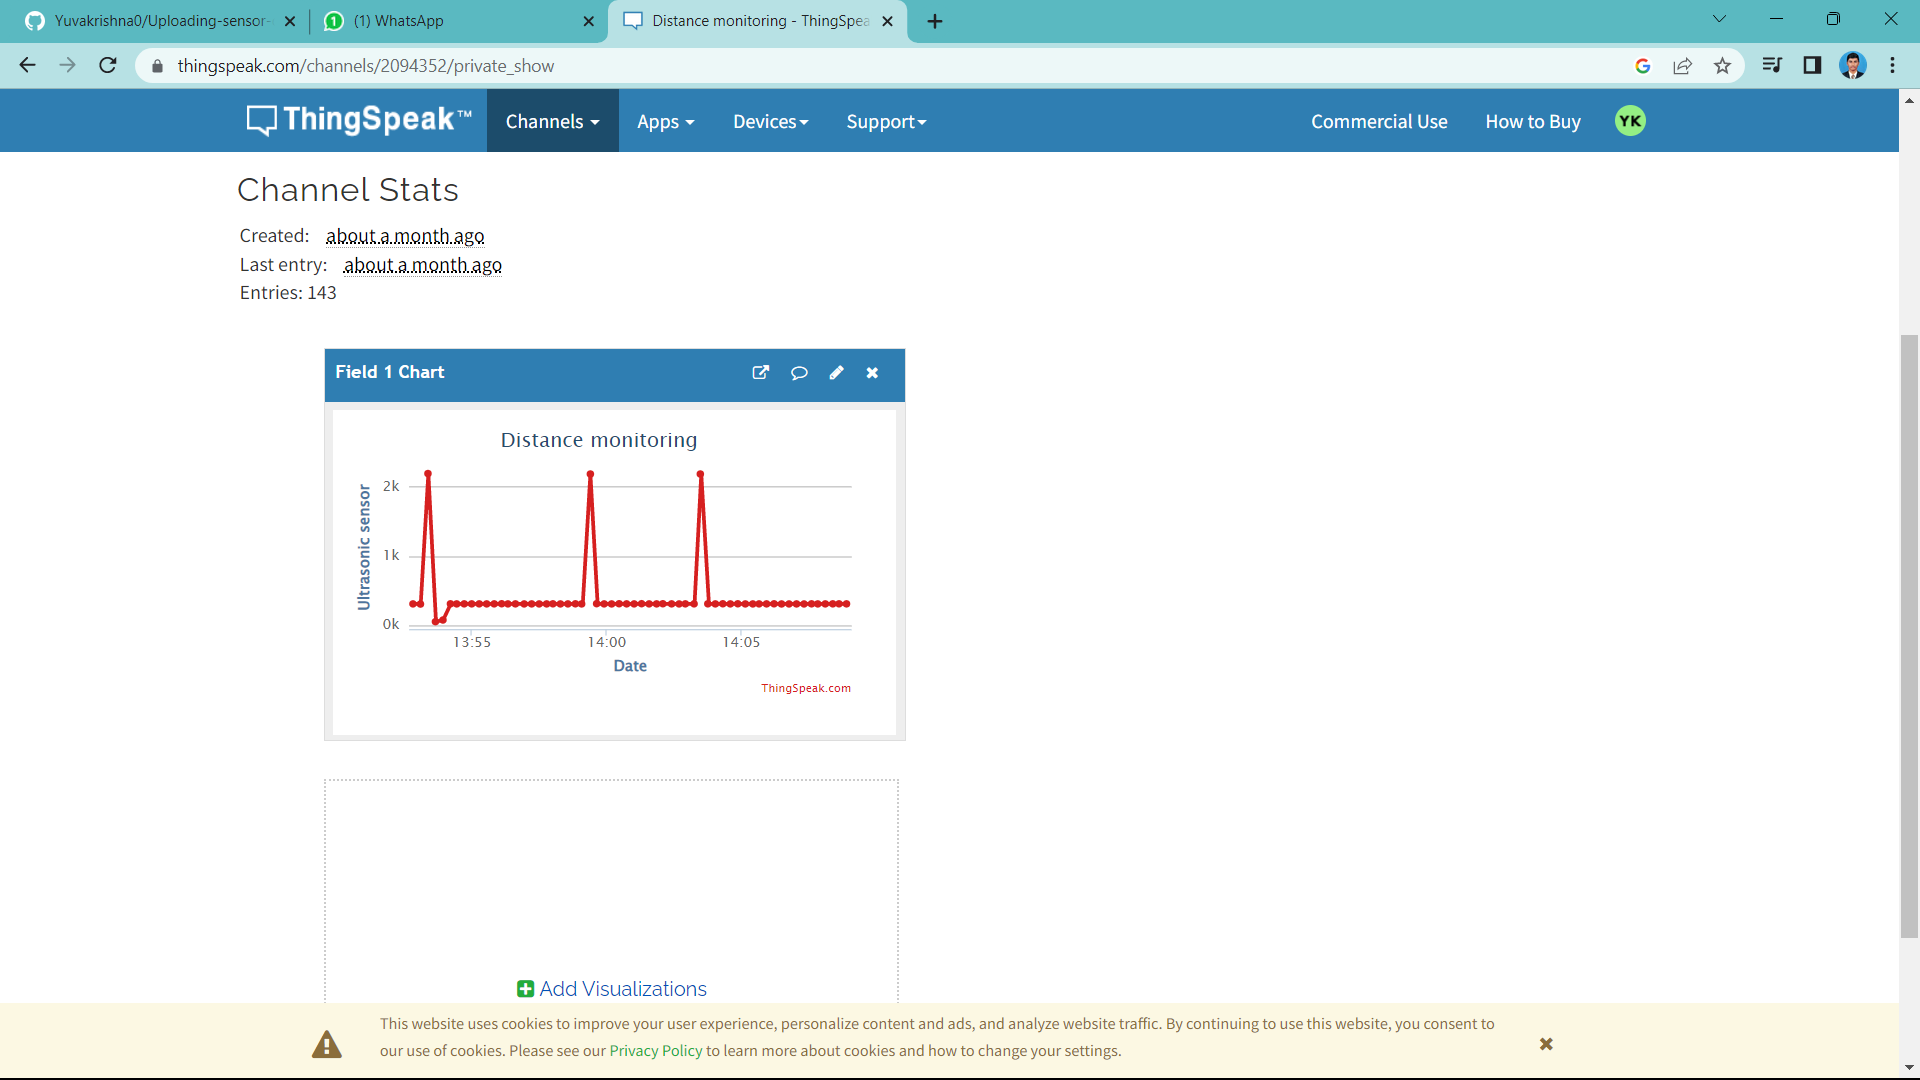 Yuvakrishna0/Uploading-sensor-
(1) WhatsApp
Distance monitoring - ThingSpea
thingspeak.com/channels/2094352/private_show
ThingSpeak™
Channels
Apps
Devices
Support
Commercial Use
How to Buy
YK
Channel Stats
Created: about a month ago
Last entry: about a month ago
Entries: 143
Field 1 Chart
Distance monitoring
Ultrasonic sensor
2k
1k
0k
13:55
14:00
14:05
Date
ThingSpeak.com
Add Visualizations
This website uses cookies to improve your user experience, personalize content and ads, and analyze website traffic. By continuing to use this website, you consent to
our use of cookies. Please see our Privacy Policy to learn more about cookies and how to change your settings.